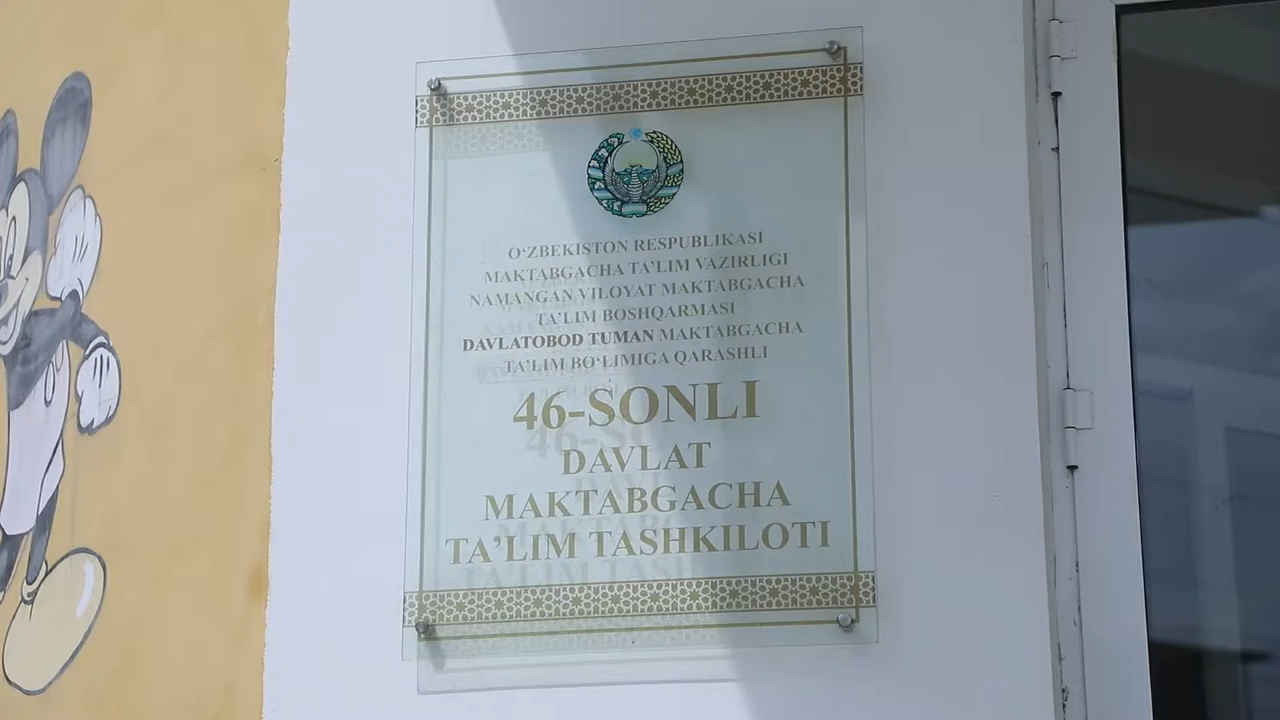 O‘ZBEKISTON RESPUBLIKASI
MAKTABGACHA TA’LIM VAZIRLIGI
NAMANGAN VILOYAT MAKTABGACHA
TA’LIM BOSHQARMASI
DAVLATOBOD TUMAN MAKTABGACHA
TA’LIM BO‘LIMIGA QARASHLI
46-SONLI
DAVLAT
MAKTABGACHA
TA’LIM TASHKILOTI